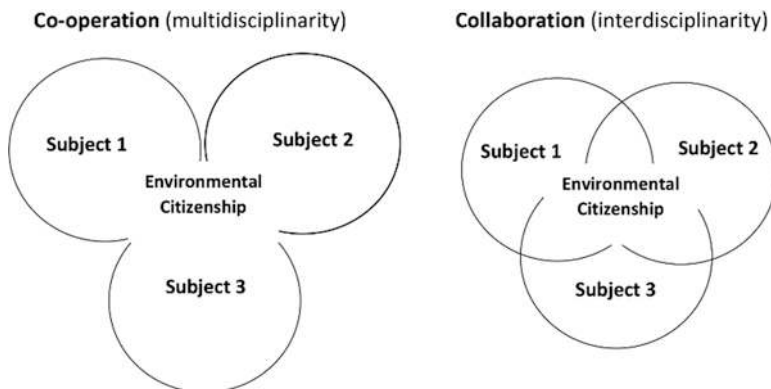 Co-operation (multidisciplinarity)
Subject 1
Subject 2
Environmental
Citizenship
Subject 3
Collaboration (interdisciplinarity)
Subject 1
Subject 2
Environmental
Citizenship
Subject 3